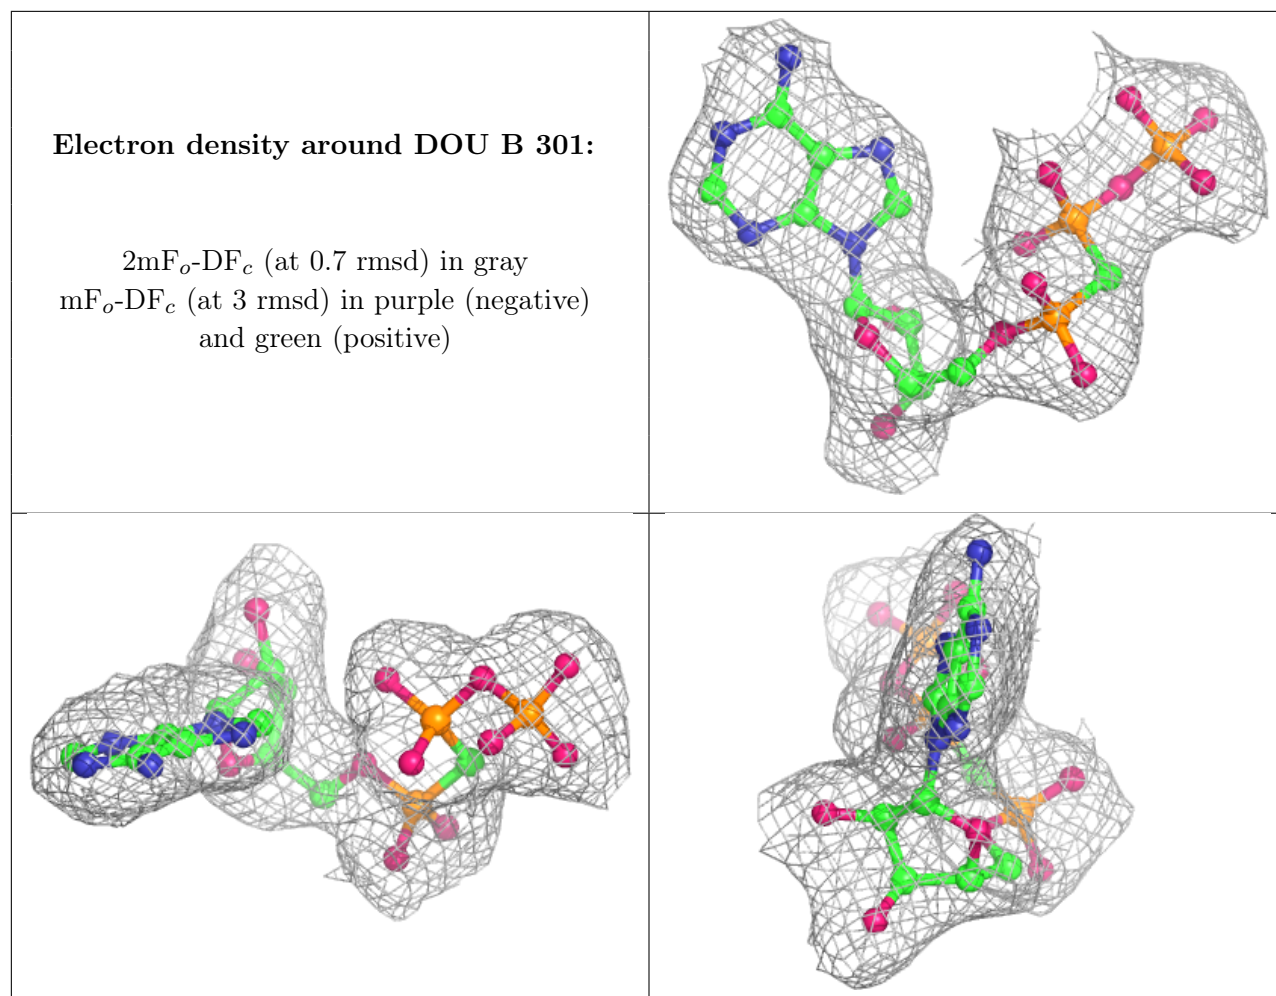 Electron density around DOU B 301:
2mFo-DFc (at 0.7 rmsd) in gray
mFo-DFc (at 3 rmsd) in purple (negative)
and green (positive)